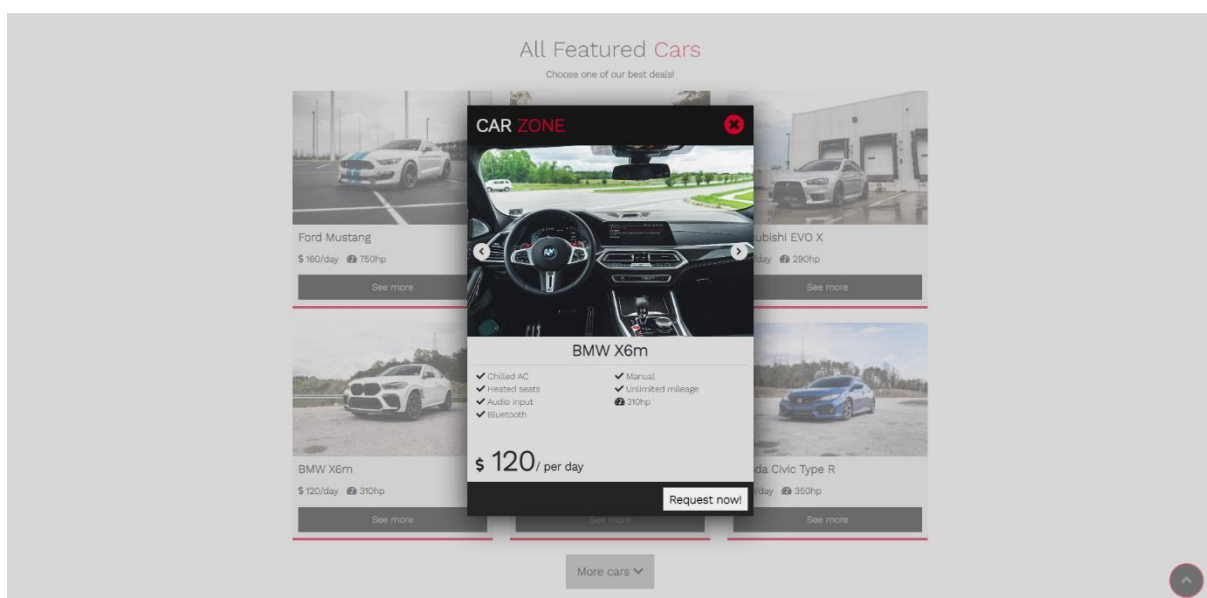 All Featured Cars
Choose one of our best deals!
CAR ZONE
Ford Mustang
$ 160/day 750hp
See more
ubishi EVO X
/day 290hp
See more
BMW X6m
Chilled AC
Heated seats
Audio input
Bluetooth
Manual
Unlimited mileage
310hp
$ 120/ per day
Request now!
BMW X6m
$ 120/day 310hp
See more
See more
da Civic Type R
/day 350hp
See more
More cars